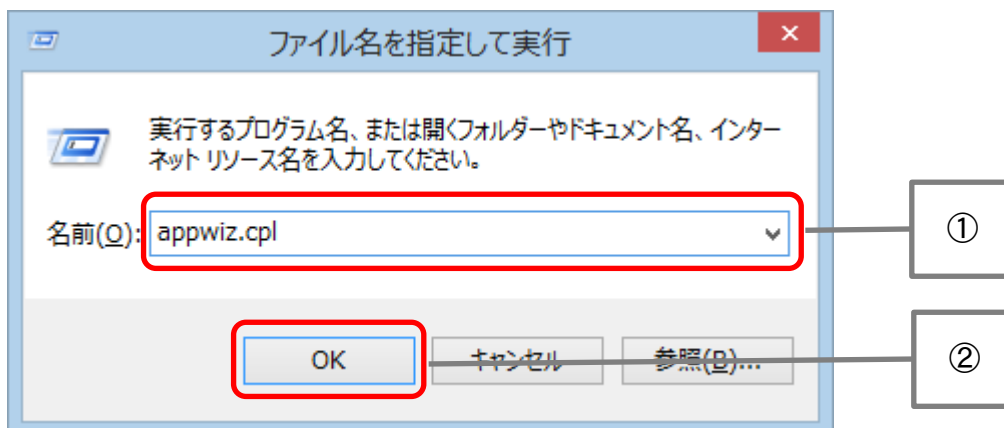 ファイル名を指定して実行
実行するプログラム名、または開くフォルダーやドキュメント名、インター
ネット リソース名を入力してください。
名前(O): appwiz.cpl
①
OK キャンセル 参照(B)... ②